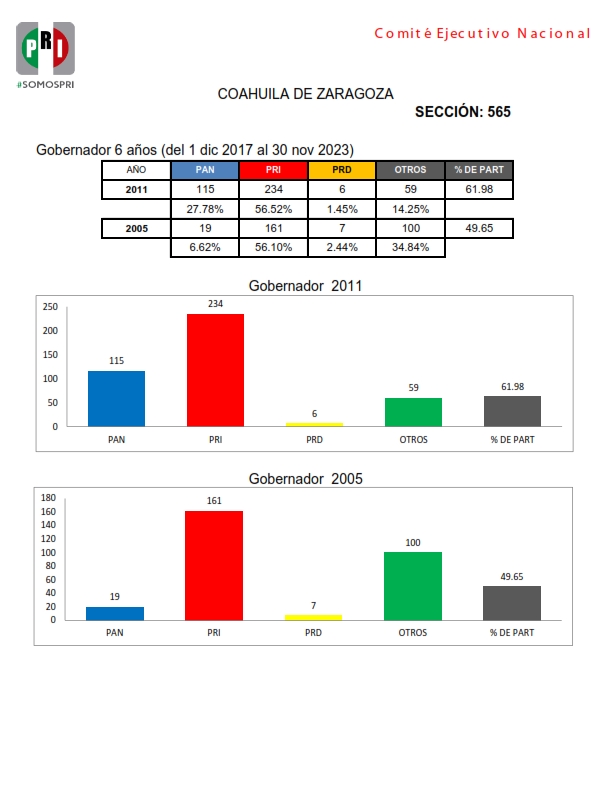 PRI
#SOMOSPRI
Comité Ejecutivo Nacional
COAHUILA DE ZARAGOZA
SECCIÓN: 565
Gobernador 6 años (del 1 dic 2017 al 30 nov 2023)
AÑO PAN PRI PRD OTROS % DE PART
2011 115 234 6 59 61.98
27.78% 56.52% 1.45% 14.25%
2005 19 161 7 100 49.65
6.62% 56.10% 2.44% 34.84%
Gobernador 2011
250
200
150
100
50
0
115
234
6
59
61.98
PAN PRI PRD OTROS % DE PART
Gobernador 2005
180
160
140
120
100
80
60
40
20
0
19
161
7
100
49.65
PAN PRI PRD OTROS % DE PART